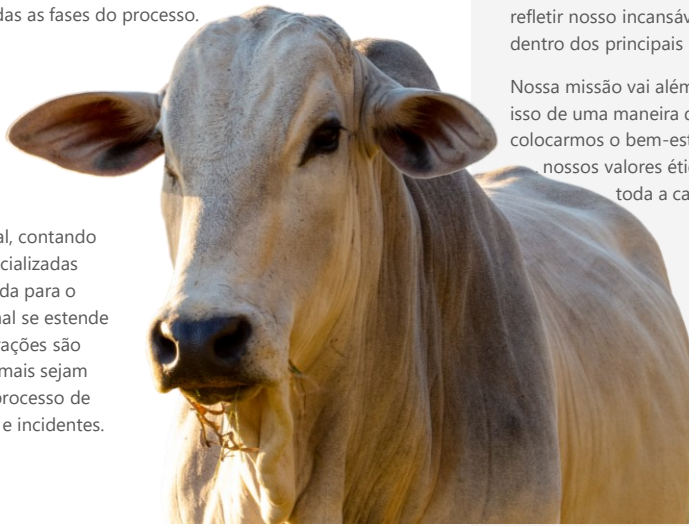 das as fases do processo.
al, contando
cializadas
da para o
al se estende
ações são
mais sejam
processo de
e incidentes.
refletir nosso incansáv
dentro dos principais
Nossa missão vai além
isso de uma maneira
colocarmos o bem-est
nossos valores éti
toda a ca